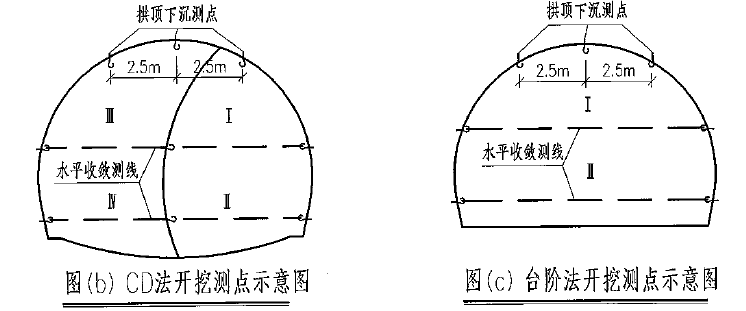 拱顶下沉测点
2.5m 2.5m
Ⅲ Ⅰ
水平收敛测线
Ⅳ Ⅱ
图(b) CD法开挖测点示意图
拱顶下沉测点
2.5m 2.5m
Ⅰ
水平收敛测线
Ⅱ
图(c) 台阶法开挖测点示意图